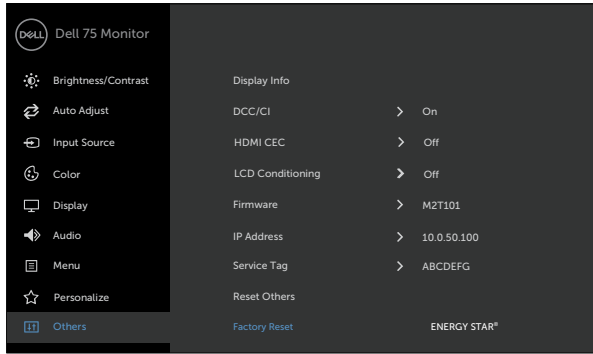 DELL Dell 75 Monitor
Brightness/Contrast Display Info
Auto Adjust DCC/CI On
Input Source HDMI CEC Off
Color LCD Conditioning Off
Display Firmware M2T101
Audio IP Address 10.0.50.100
Menu Service Tag ABCDEFG
Personalize Reset Others
Others Factory Reset ENERGY STAR®